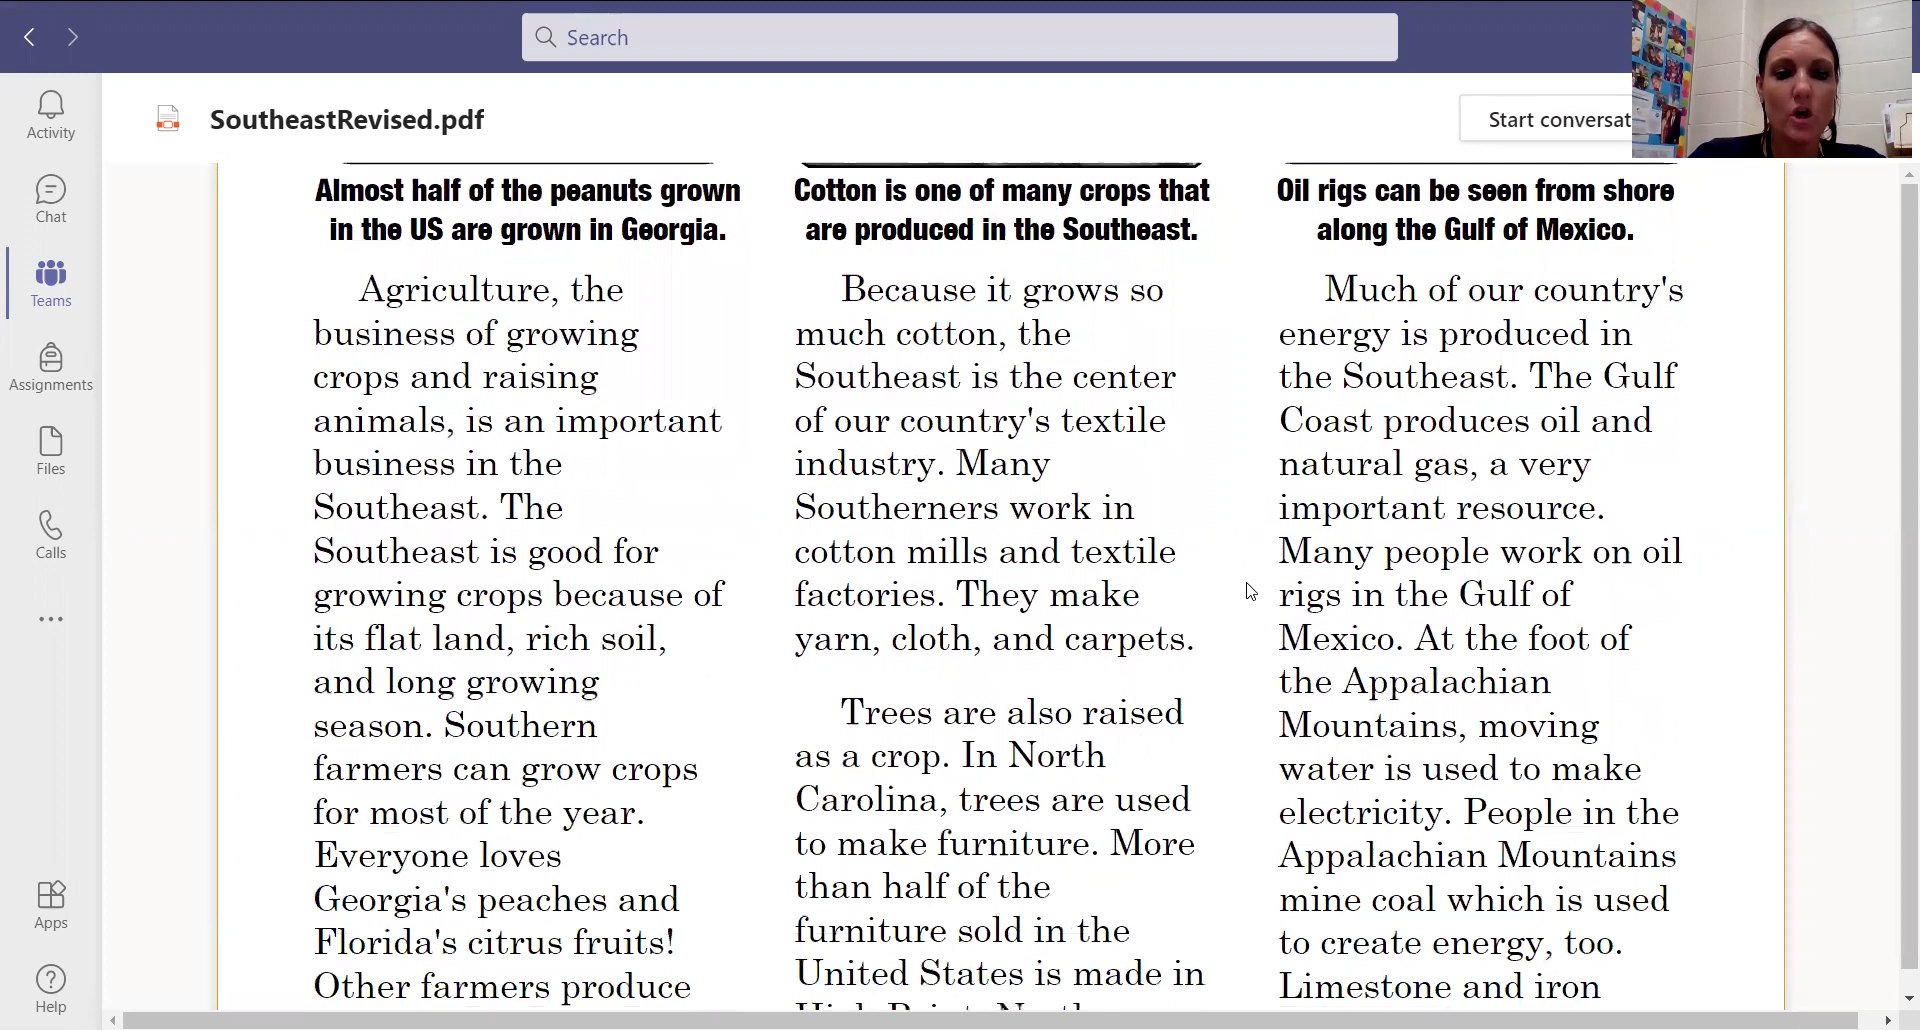 Search
SoutheastRevised.pdf
Start conversat
Activity
Chat
Teams
Assignments
Files
Calls
Apps
Help
Almost half of the peanuts grown
in the US are grown in Georgia.
Agriculture, the
business of growing
crops and raising
animals, is an important
business in the
Southeast. The
Southeast is good for
growing crops because of
its flat land, rich soil,
and long growing
season. Southern
farmers can grow crops
for most of the year.
Everyone loves
Georgia's peaches and
Florida's citrus fruits!
Other farmers produce
Cotton is one of many crops that
are produced in the Southeast.
Because it grows so
much cotton, the
Southeast is the center
of our country's textile
industry. Many
Southerners work in
cotton mills and textile
factories. They make
yarn, cloth, and carpets.
Trees are also raised
as a crop. In North
Carolina, trees are used
to make furniture. More
than half of the
furniture sold in the
United States is made in
Oil rigs can be seen from shore
along the Gulf of Mexico.
Much of our country's
energy is produced in
the Southeast. The Gulf
Coast produces oil and
natural gas, a very
important resource.
Many people work on oil
rigs in the Gulf of
Mexico. At the foot of
the Appalachian
Mountains, moving
water is used to make
electricity. People in the
Appalachian Mountains
mine coal which is used
to create energy, too.
Limestone and iron